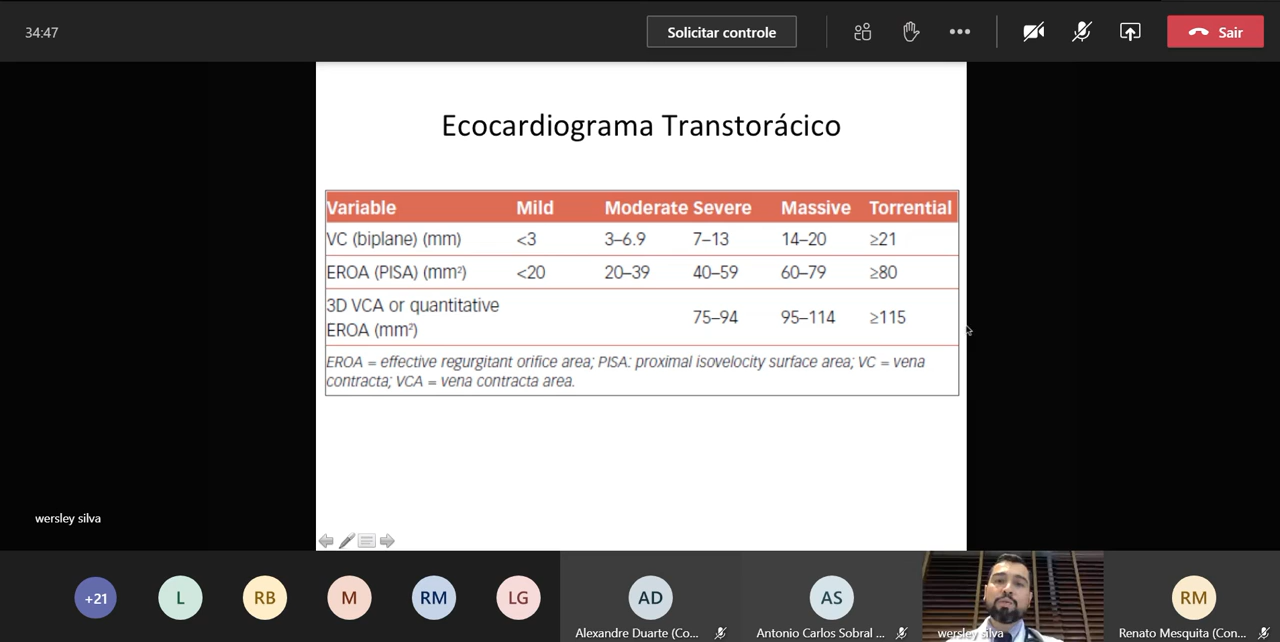 34:47
Solicitar controle
Sair
Ecocardiograma Transtorácico
Variable Mild Moderate Severe Massive Torrential
VC (biplane) (mm) <3 3–6.9 7–13 14–20 ≥21
EROA (PISA) (mm²) <20 20–39 40–59 60–79 ≥80
3D VCA or quantitative
EROA (mm²) 75–94 95–114 ≥115
EROA = effective regurgitant orifice area; PISA: proximal isovelocity surface area; VC = vena
contracta; VCA = vena contracta area.
wersley silva
+21
L
RB
M
RM
LG
AD
AS
RM
Alexandre Duarte (Co...
Antonio Carlos Sobral ...
wersley silva
Renato Mesquita (Con...